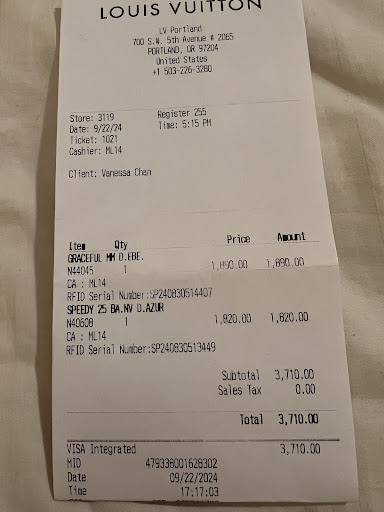 LOUIS VUITTON
LV Portland
700 S.W. 5th Avenue # 2065
PORTLAND, OR 97204
United States
+1 503-226-3280
Store: 3119 Register 255
Date: 9/22/24 Time: 5:15 PM
Ticket: 1021
Cashier: ML14
Client: Vanessa Chan
Item Qty Price Amount
GRACEFUL MM D.EBE.
N44045 1 1,890.00 1,890.00
CA : ML14
RFID Serial Number:SP240830514407
SPEEDY 25 BA.NV D.AZUR
N40608 1 1,820.00 1,820.00
CA : ML14
RFID Serial Number:SP240830513449
Subtotal 3,710.00
Sales Tax 0.00
Total 3,710.00
VISA Integrated 3,710.00
MID 479338001628302
Date 09/22/2024
Time 17:17:03